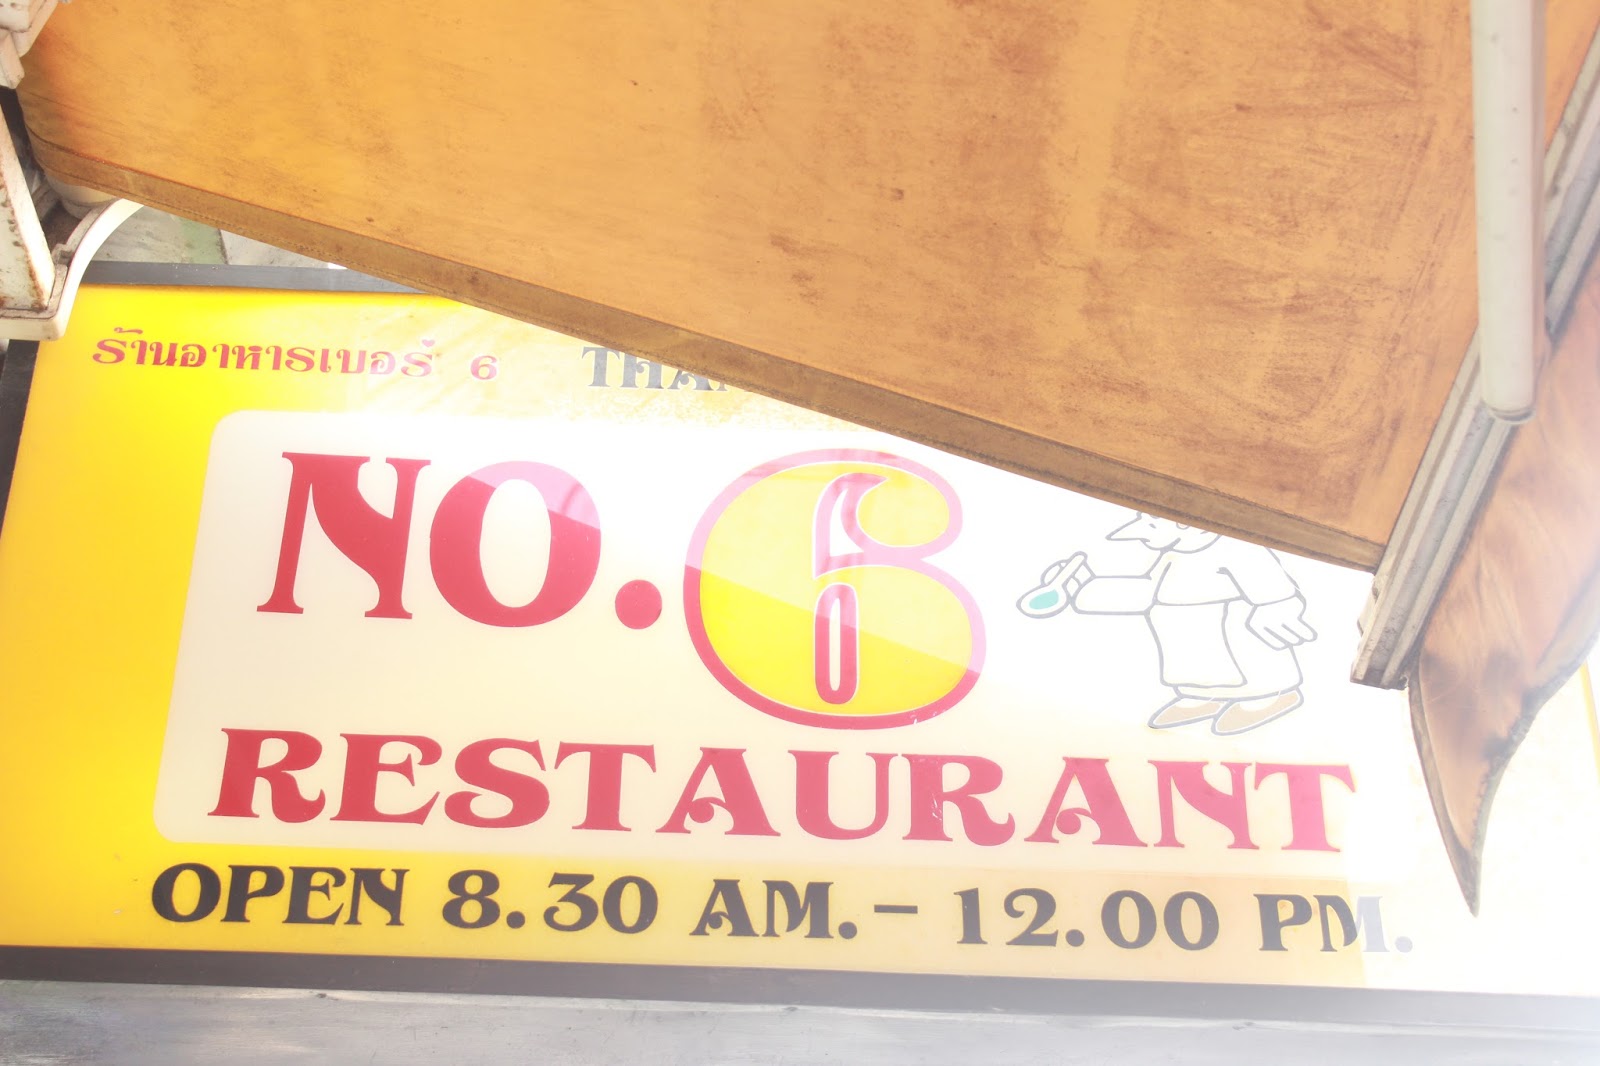 ร้านอาหารเบอร์ 6
NO. 6
RESTAURANT
OPEN 8.30 AM. – 12.00 PM.